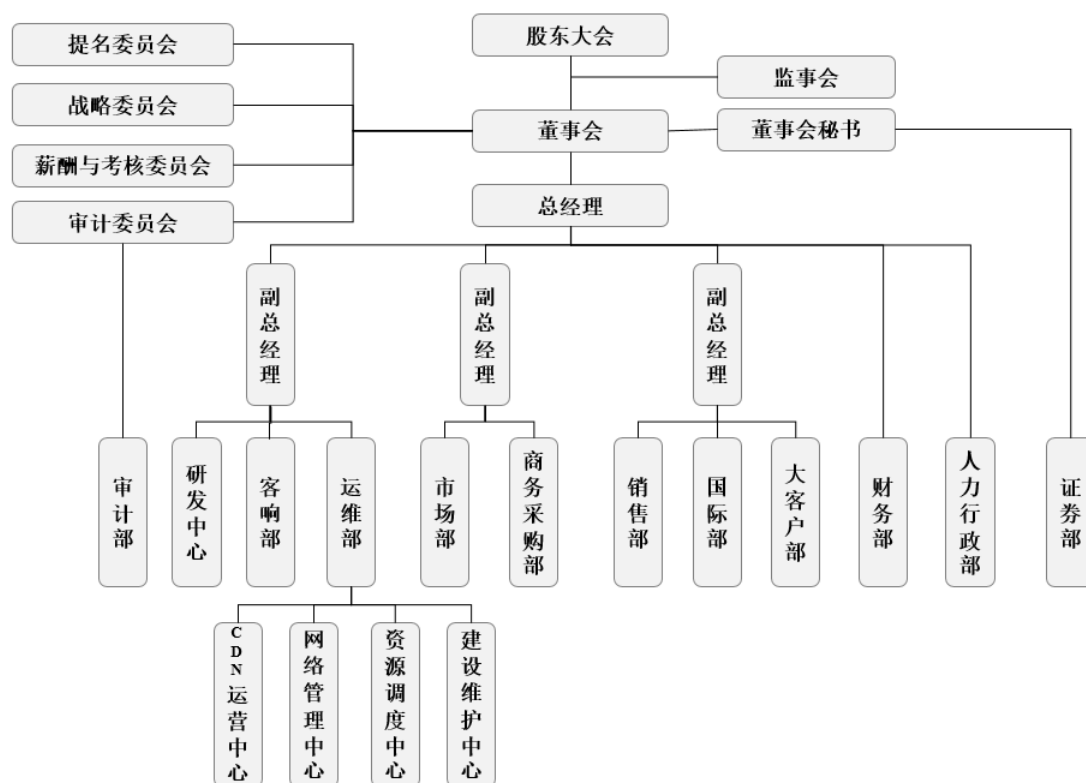 股东大会
提名委员会
监事会
战略委员会
董事会
董事会秘书
薪酬与考核委员会
总经理
审计委员会
副总经理
副总经理
副总经理
审计部
研发中心
客响部
运维部
市场部
商务采购部
销售部
国际部
大客户部
财务部
人力行政部
证券部
CDN运营中心
网络管理中心
资源调度中心
建设维护中心